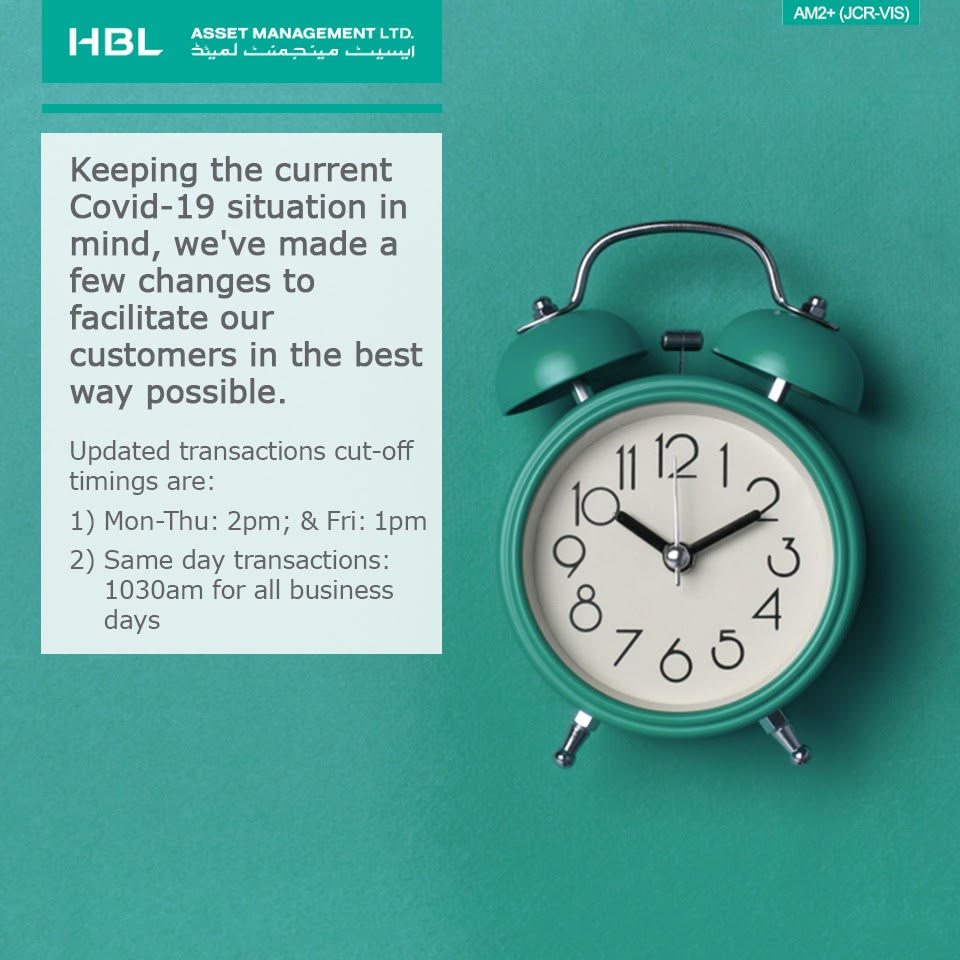 HBL
ASSET MANAGEMENT LTD.
ایسیٹ مینجمنٹ لمیٹڈ
AM2+ (JCR-VIS)
Keeping the current
Covid-19 situation in
mind, we've made a
few changes to
facilitate our
customers in the best
way possible.
Updated transactions cut-off
timings are:
1) Mon-Thu: 2pm; & Fri: 1pm
2) Same day transactions:
1030am for all business
days
12
1
2
3
4
5
6
7
8
9
10
11